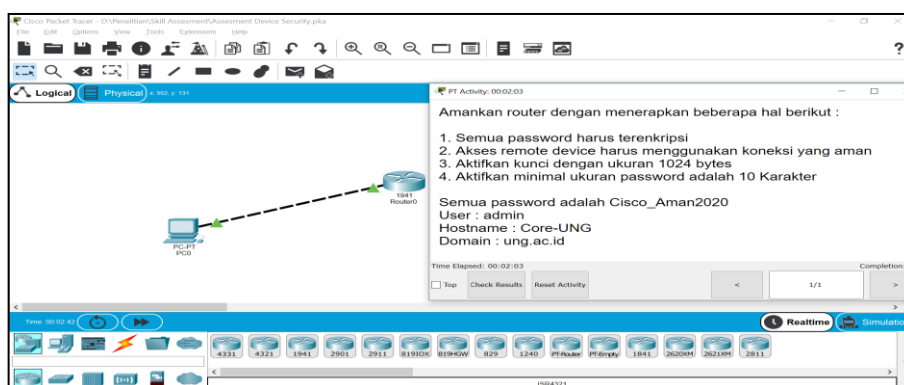 Cisco Packet Tracer - D:\Penelitian\Skill Assesment\Assesment Device Security.pka
File Edit Options View Tools Extensions Help
?
Logical Physical x: 562, y: 131
PT Activity: 00:02:03
Amankan router dengan menerapkan beberapa hal berikut :
1. Semua password harus terenkripsi
2. Akses remote device harus menggunakan koneksi yang aman
3. Aktifkan kunci dengan ukuran 1024 bytes
4. Aktifkan minimal ukuran password adalah 10 Karakter
Semua password adalah Cisco_Aman2020
User : admin
Hostname : Core-UNG
Domain : ung.ac.id
1941
Router0
PC-PT
PC0
Time Elapsed: 00:02:03 Completion:
Top Check Results Reset Activity < 1/1 >
Time: 00:02:42 Realtime Simulatio
4331 4321 1941 2901 2911 819IOX 819HGW 829 1240 PT-Router PT-Empty 1841 2620XM 2621XM 2811
ISR4321